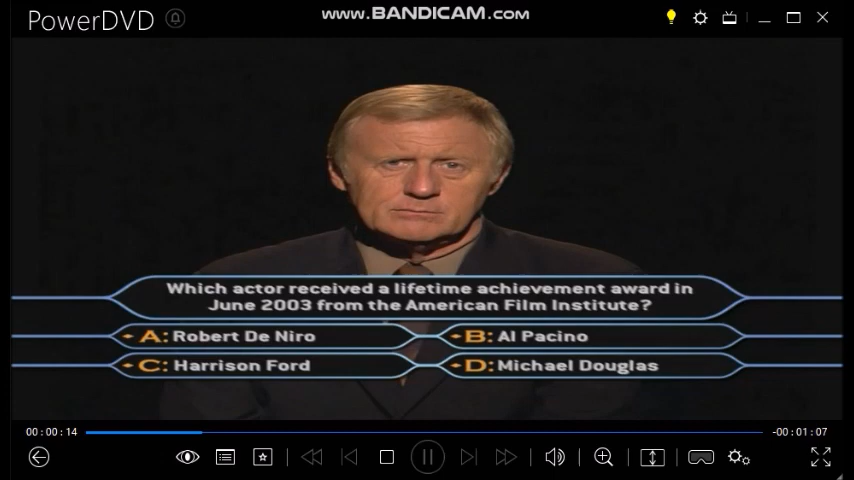 PowerDVD
www.BANDICAM.com
Which actor received a lifetime achievement award in
June 2003 from the American Film Institute?
A: Robert De Niro
B: Al Pacino
C: Harrison Ford
D: Michael Douglas
00:00:14
-00:01:07